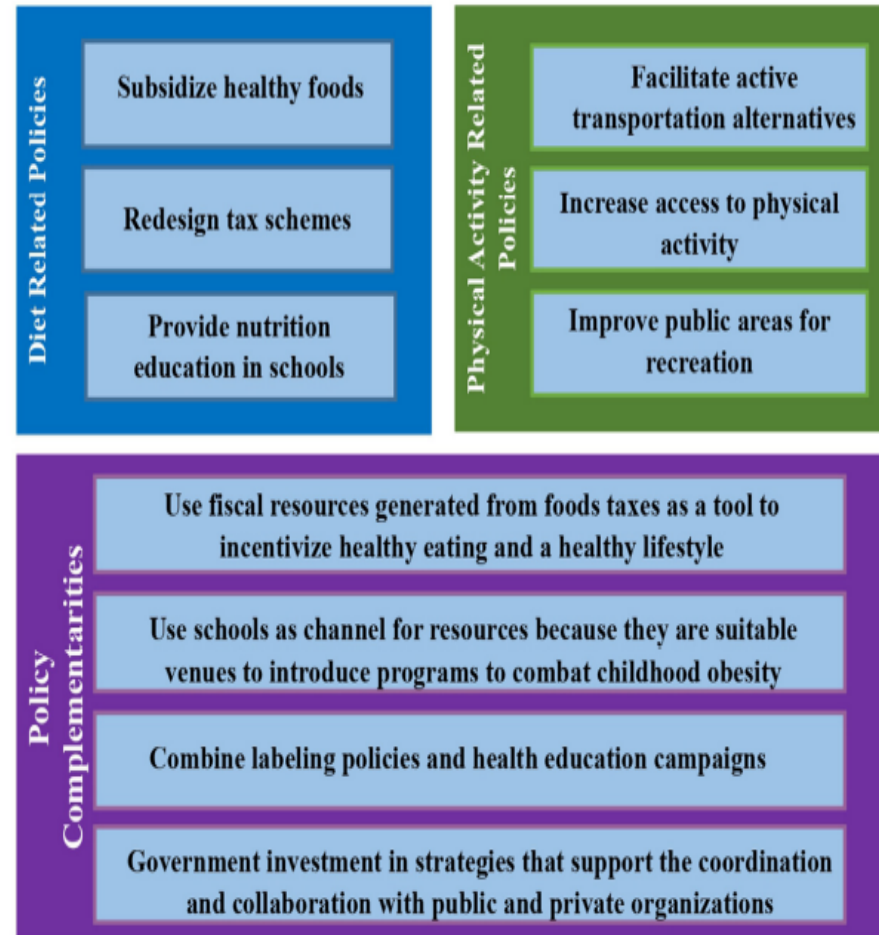 Diet Related Policies
Subsidize healthy foods
Redesign tax schemes
Provide nutrition
education in schools
Physical Activity Related
Policies
Facilitate active
transportation alternatives
Increase access to physical
activity
Improve public areas for
recreation
Policy
Complementarities
Use fiscal resources generated from foods taxes as a tool to
incentivize healthy eating and a healthy lifestyle
Use schools as channel for resources because they are suitable
venues to introduce programs to combat childhood obesity
Combine labeling policies and health education campaigns
Government investment in strategies that support the coordination
and collaboration with public and private organizations